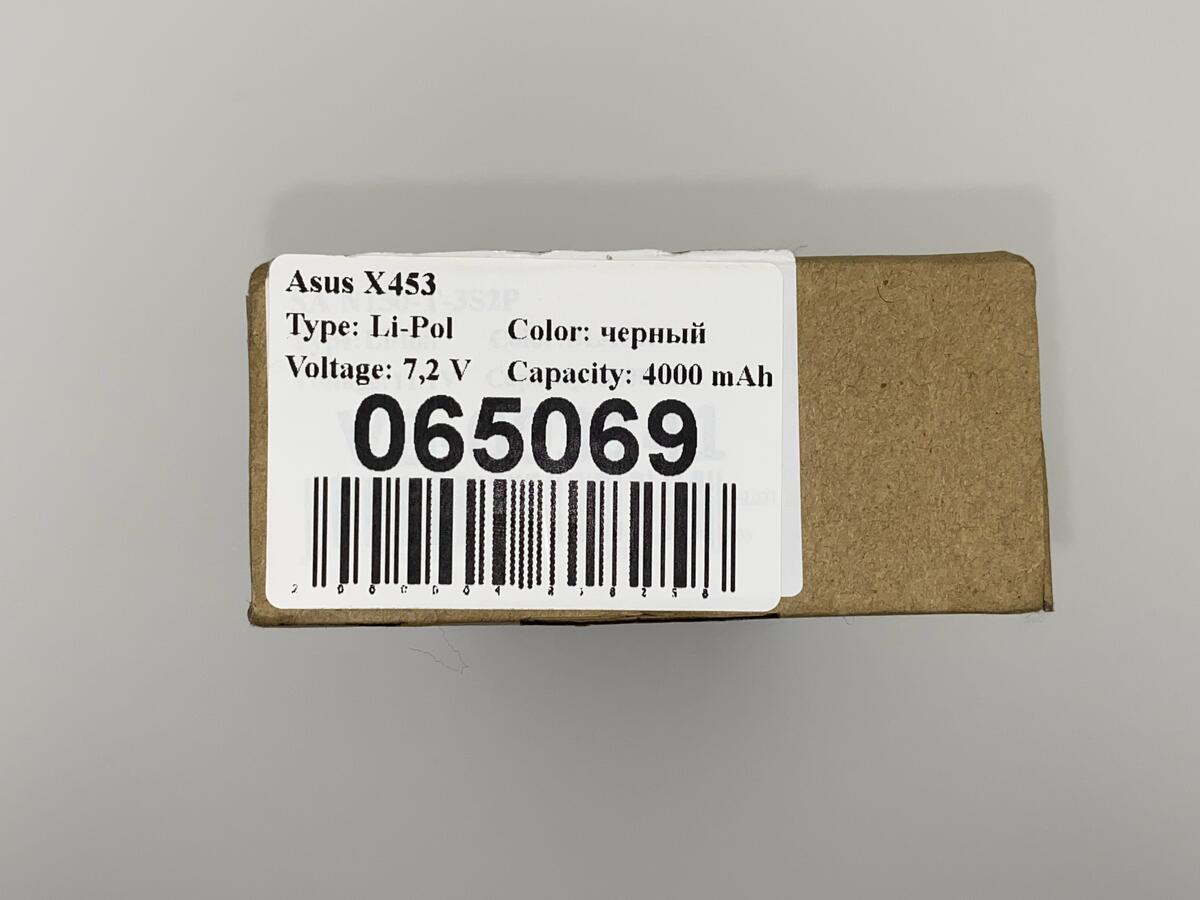 Asus X453
Type: Li-Pol Color: черный
Voltage: 7,2 V Capacity: 4000 mAh
065069